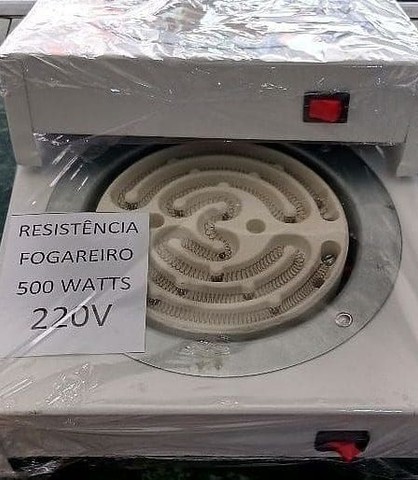 RESISTÊNCIA
FOGAREIRO
500 WATTS
220V